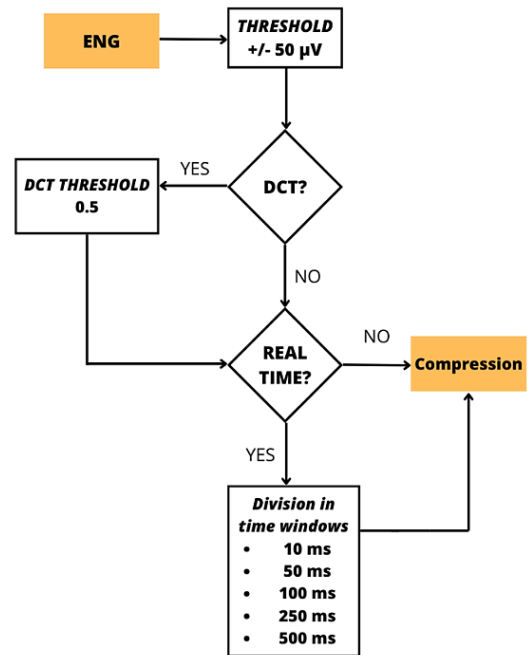 ENG
THRESHOLD
+/- 50 µV
DCT?
YES
DCT THRESHOLD
0.5
NO
REAL
TIME?
NO
Compression
YES
Division in
time windows
• 10 ms
• 50 ms
• 100 ms
• 250 ms
• 500 ms